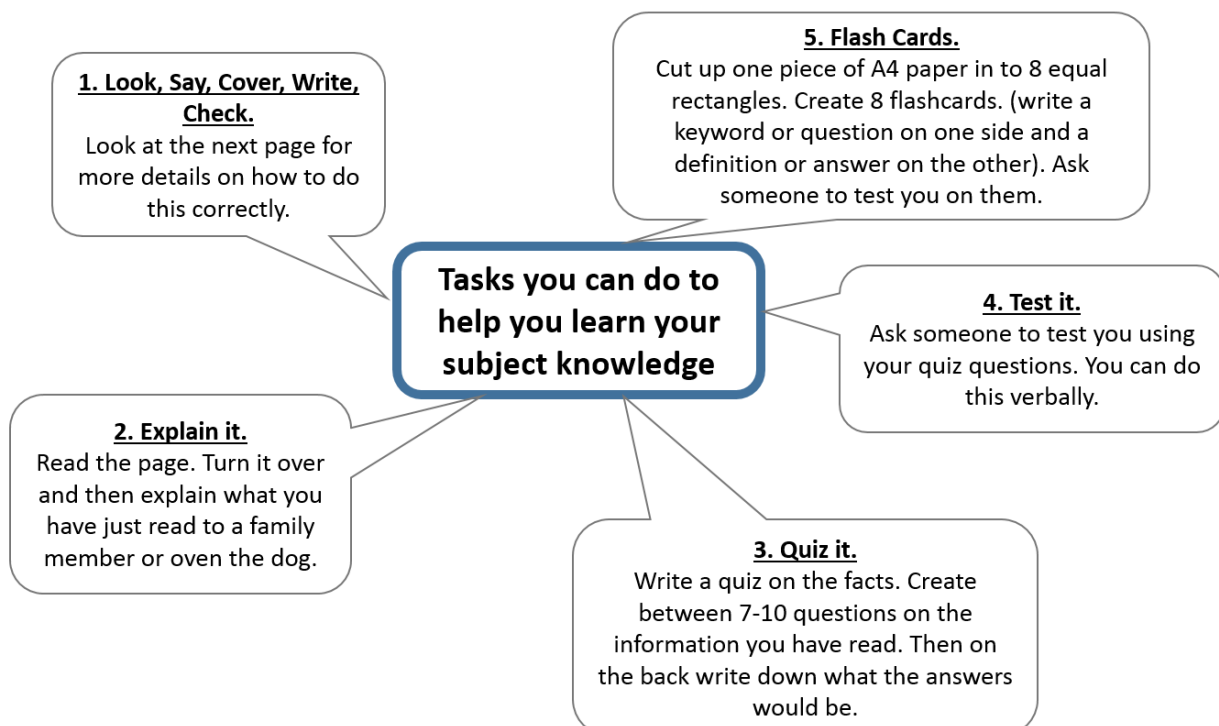 Tasks you can do to
help you learn your
subject knowledge
1. Look, Say, Cover, Write,
Check.
Look at the next page for
more details on how to do
this correctly.
2. Explain it.
Read the page. Turn it over
and then explain what you
have just read to a family
member or oven the dog.
3. Quiz it.
Write a quiz on the facts. Create
between 7-10 questions on the
information you have read. Then on
the back write down what the answers
would be.
4. Test it.
Ask someone to test you using
your quiz questions. You can do
this verbally.
5. Flash Cards.
Cut up one piece of A4 paper in to 8 equal
rectangles. Create 8 flashcards. (write a
keyword or question on one side and a
definition or answer on the other). Ask
someone to test you on them.